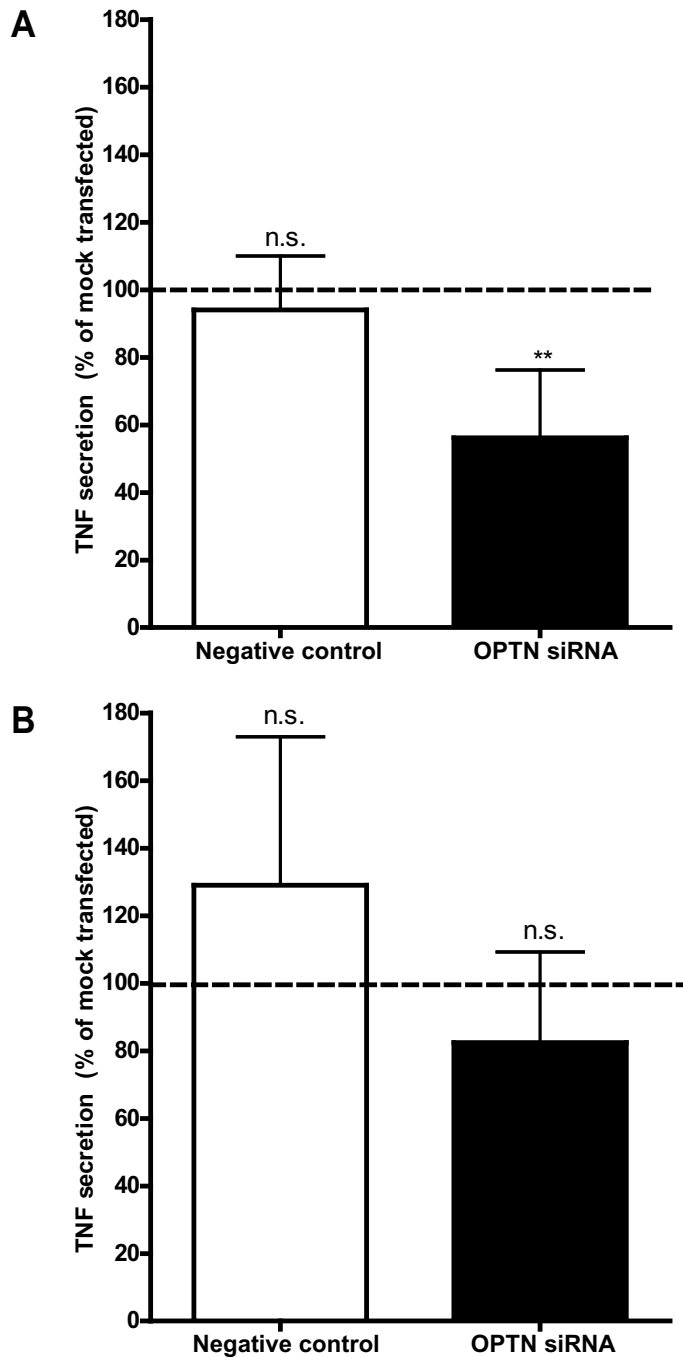 A
TNF secretion (% of mock transfected)
180
160
140
120
100
80
60
40
20
0
n.s.
**
Negative control
OPTN siRNA
B
TNF secretion (% of mock transfected)
180
160
140
120
100
80
60
40
20
0
n.s.
n.s.
Negative control
OPTN siRNA